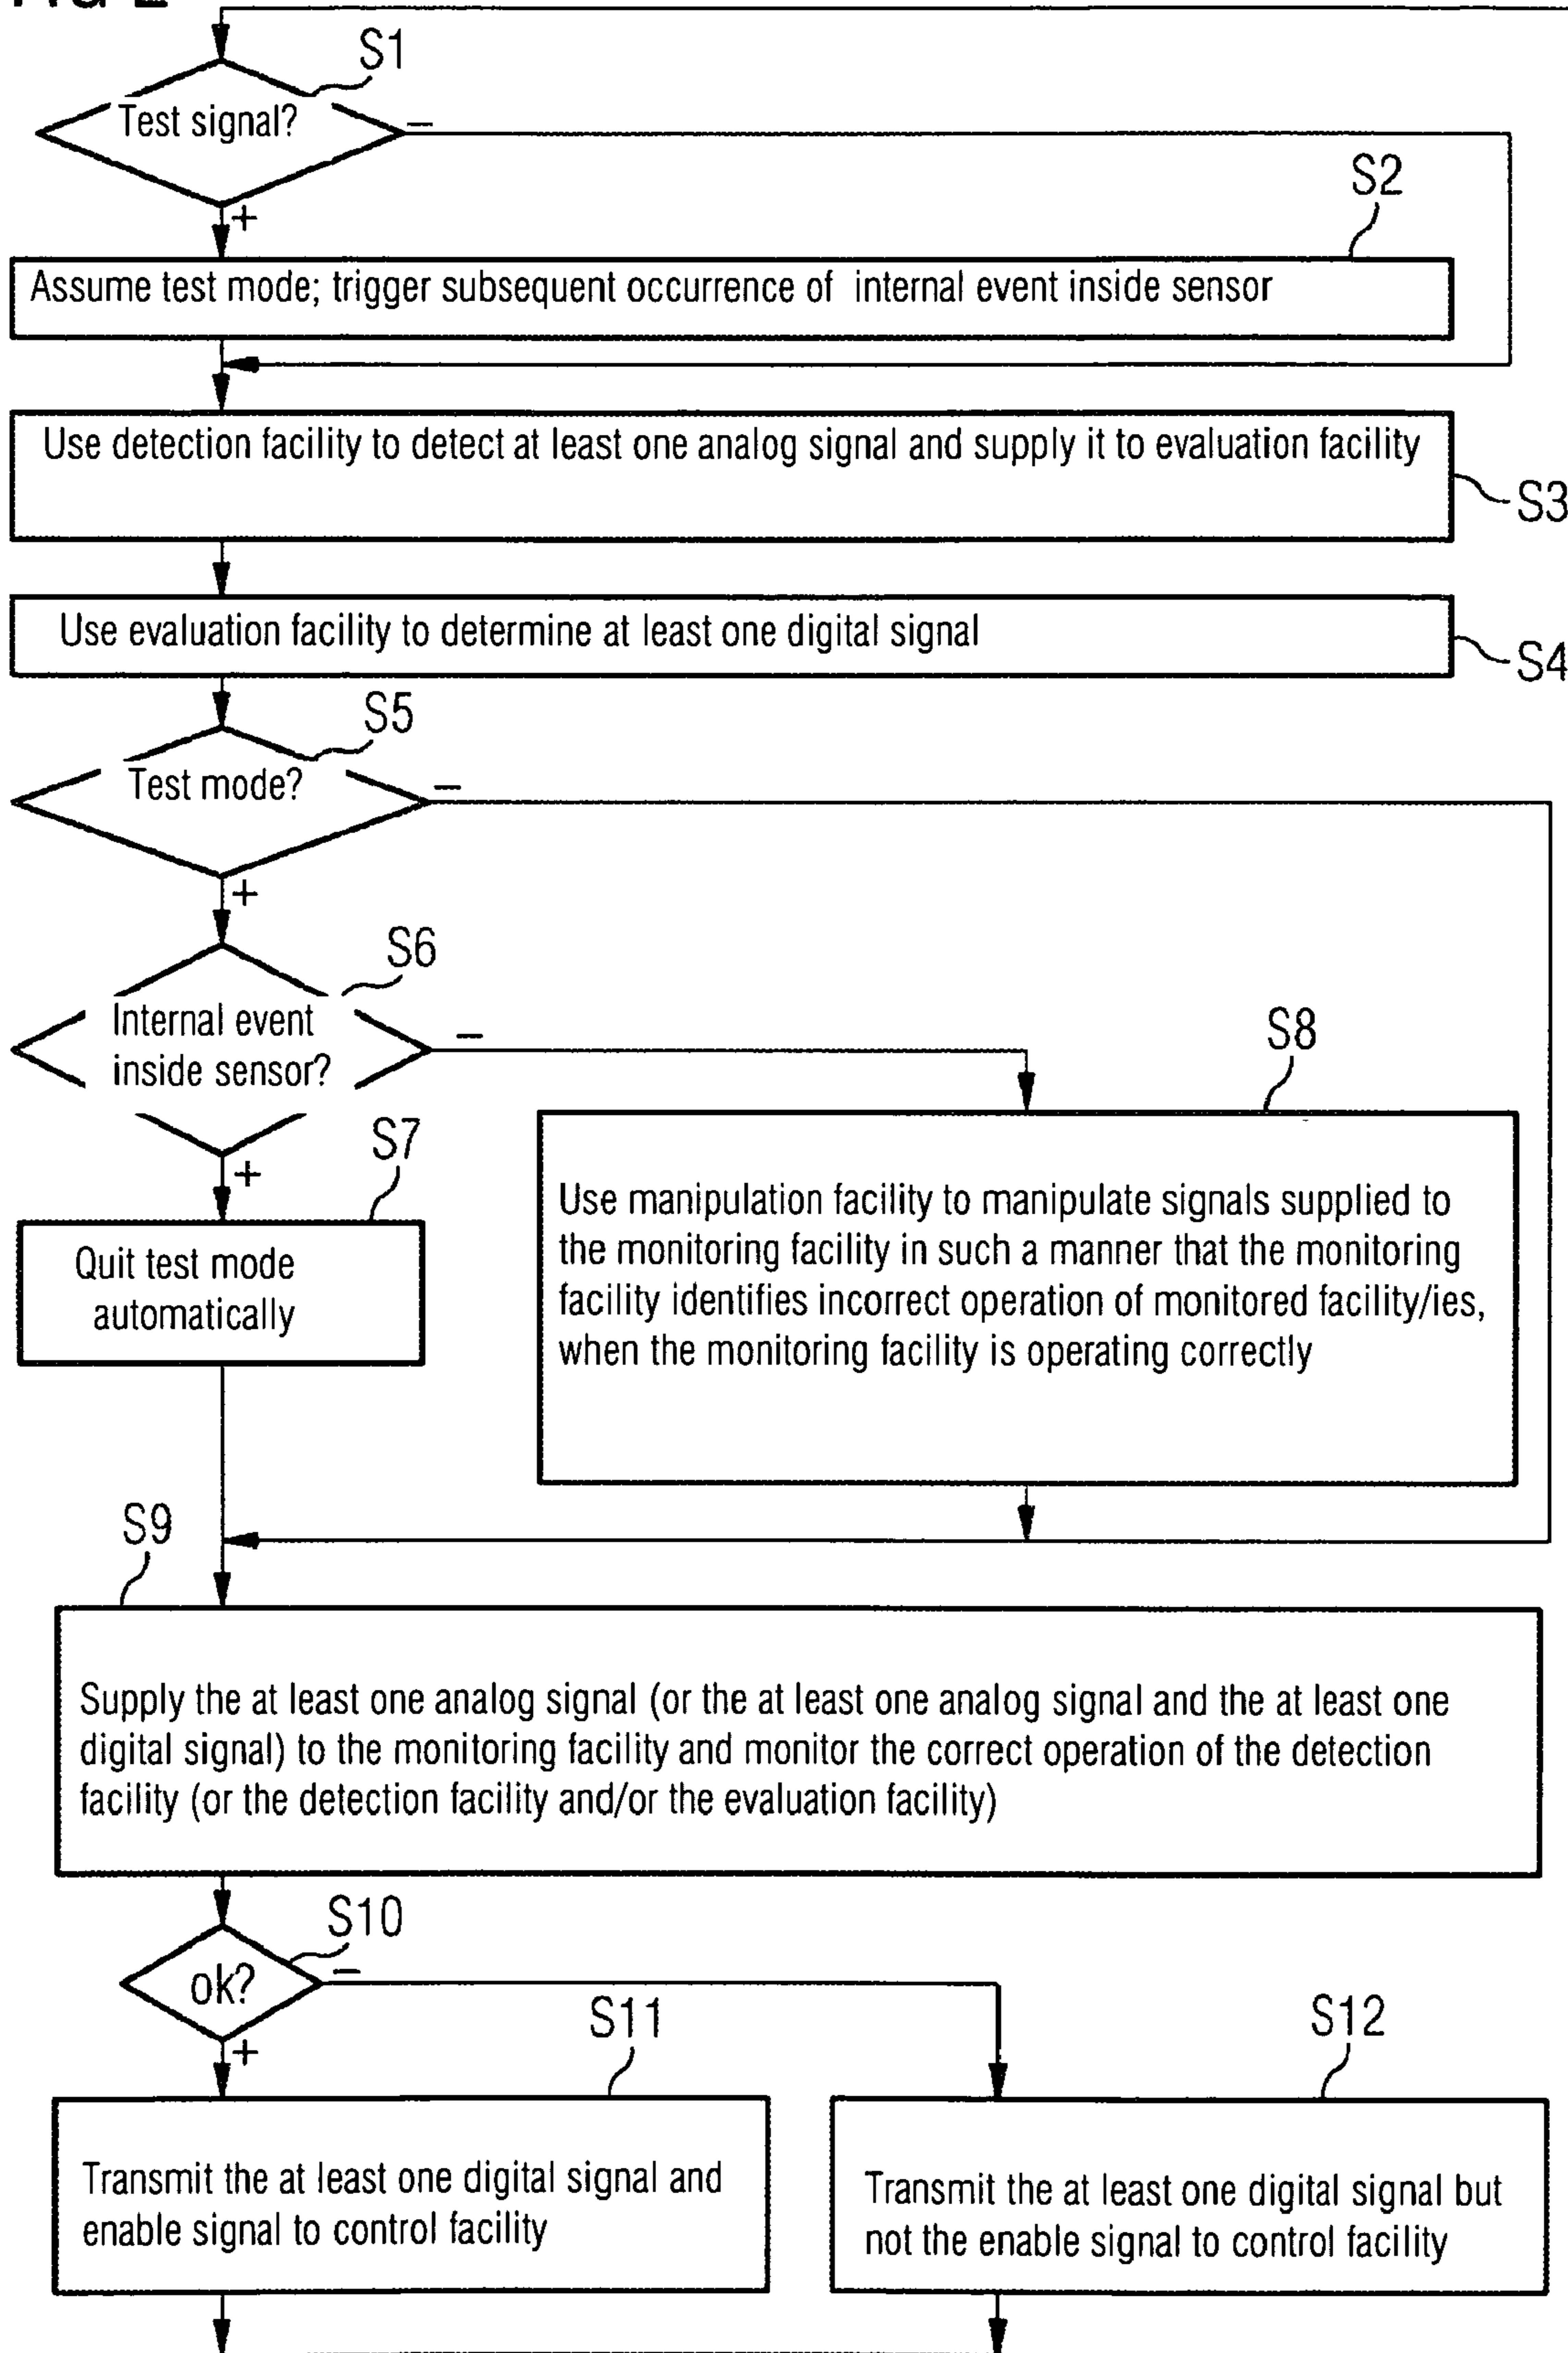 S1
Test signal?
–
+
S2
Assume test mode; trigger subsequent occurrence of internal event inside sensor
Use detection facility to detect at least one analog signal and supply it to evaluation facility
S3
Use evaluation facility to determine at least one digital signal
S4
S5
Test mode?
–
+
S6
Internal event
inside sensor?
–
+
S7
Quit test mode
automatically
S8
Use manipulation facility to manipulate signals supplied to
the monitoring facility in such a manner that the monitoring
facility identifies incorrect operation of monitored facility/ies,
when the monitoring facility is operating correctly
S9
Supply the at least one analog signal (or the at least one analog signal and the at least one
digital signal) to the monitoring facility and monitor the correct operation of the detection
facility (or the detection facility and/or the evaluation facility)
S10
ok?
–
+
S11
Transmit the at least one digital signal and
enable signal to control facility
S12
Transmit the at least one digital signal but
not the enable signal to control facility